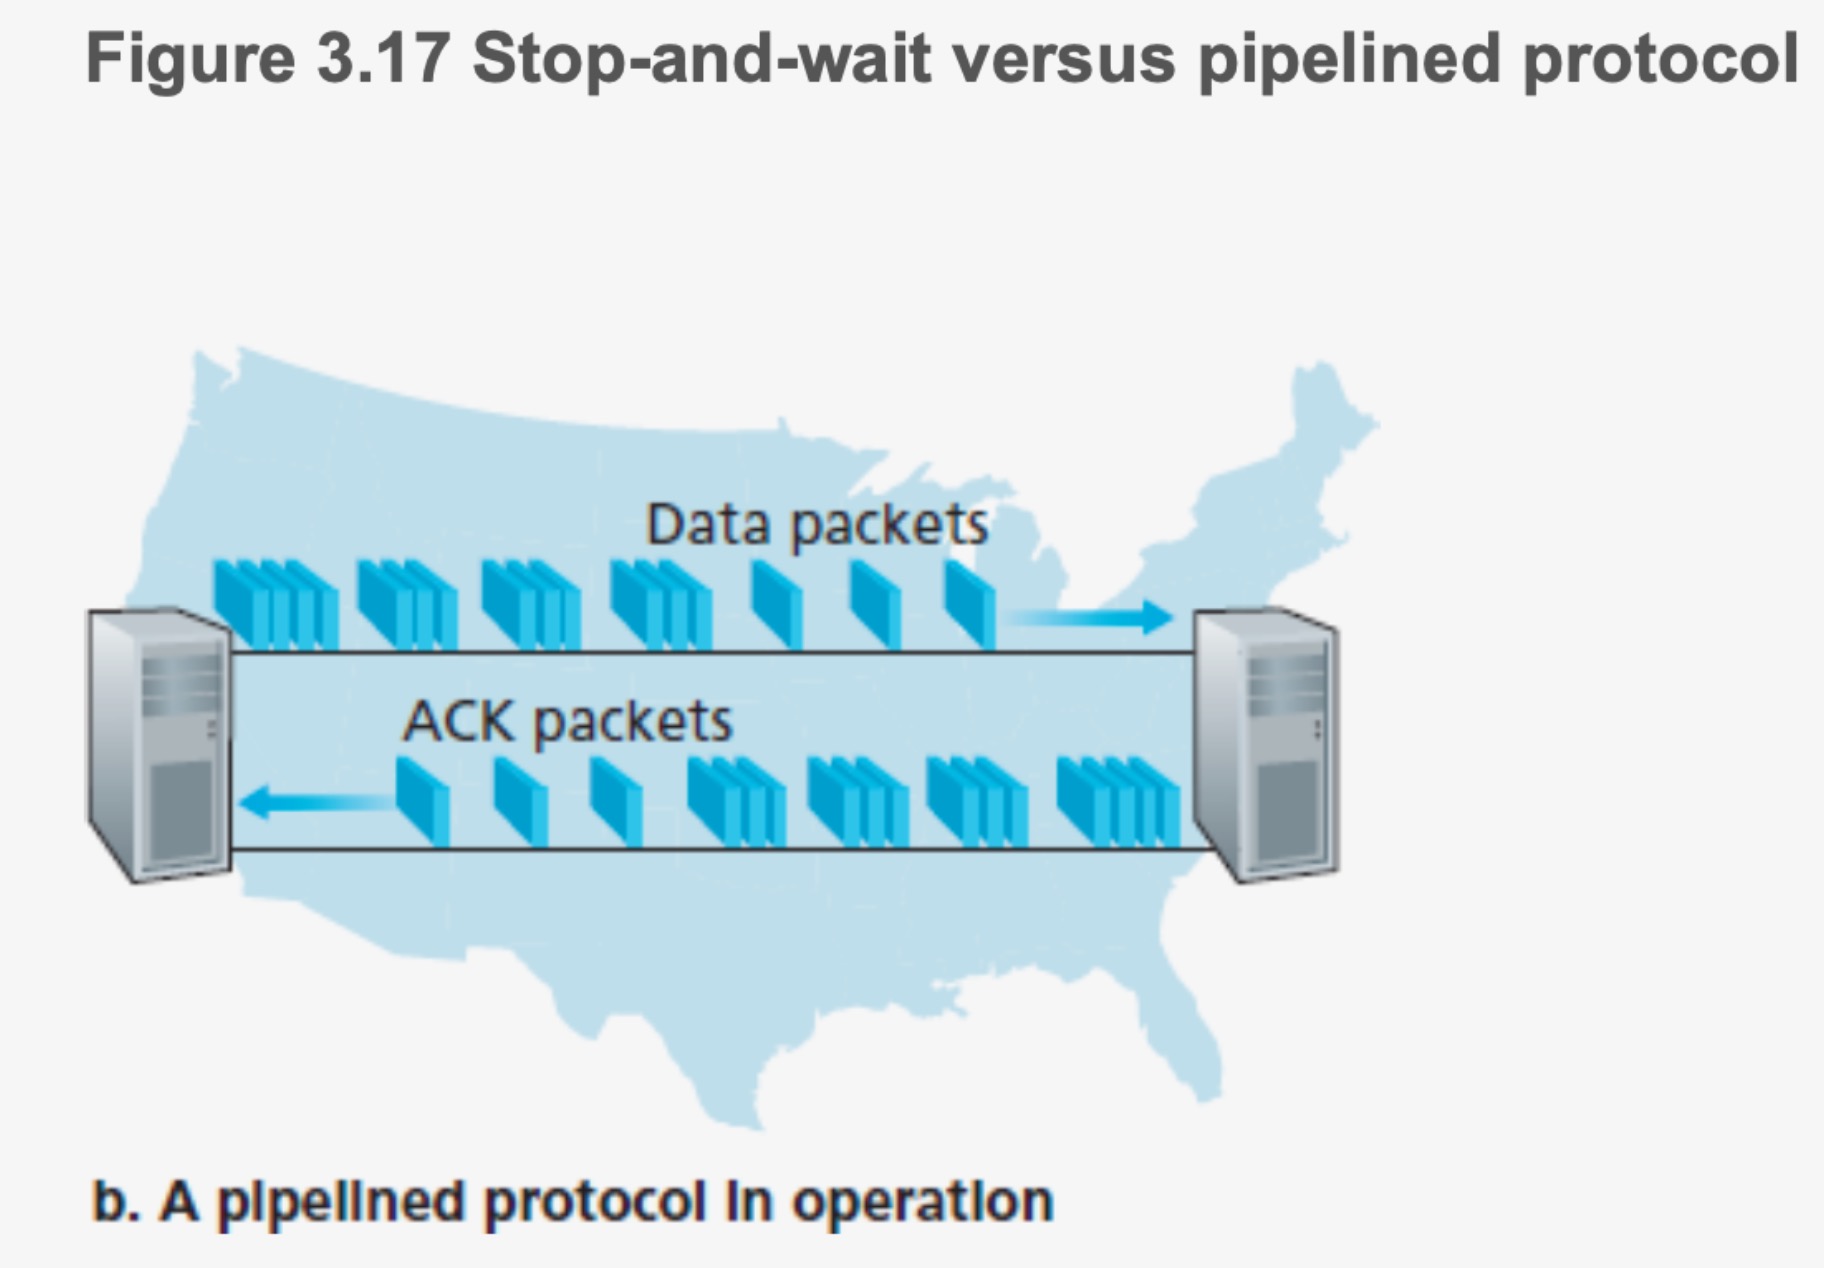 Figure 3.17 Stop-and-wait versus pipelined protocol
Data packets
ACK packets
b. A pipelined protocol in operation